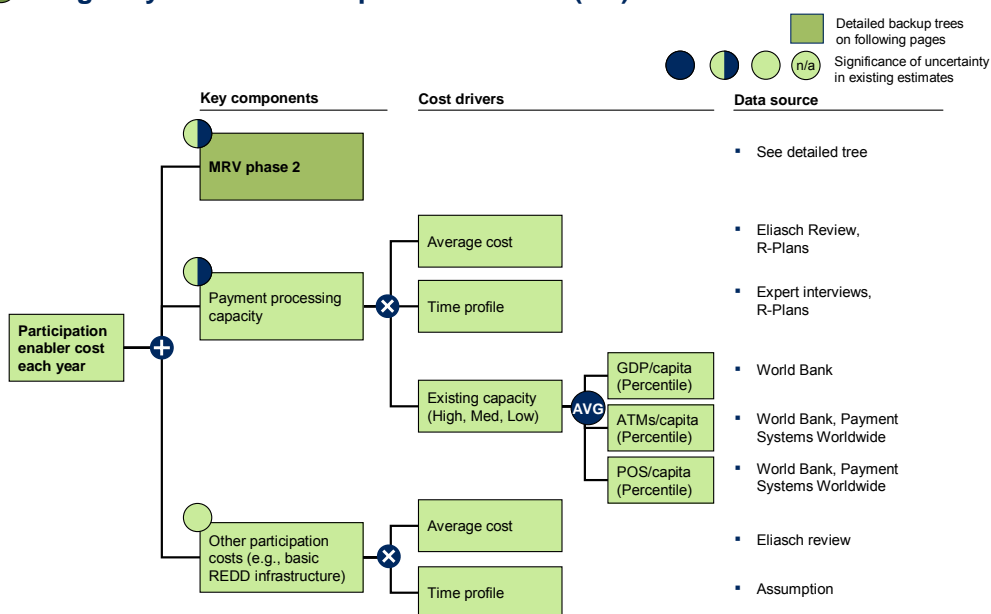 Detailed backup trees
on following pages
n/a
Significance of uncertainty
in existing estimates
Key components
Cost drivers
Data source
MRV phase 2
▪ See detailed tree
Average cost
▪ Eliasch Review,
R-Plans
Payment processing
capacity
Time profile
▪ Expert interviews,
R-Plans
Participation
enabler cost
each year
Existing capacity
(High, Med, Low)
AVG
GDP/capita
(Percentile)
▪ World Bank
ATMs/capita
(Percentile)
▪ World Bank, Payment
Systems Worldwide
POS/capita
(Percentile)
▪ World Bank, Payment
Systems Worldwide
Other participation
costs (e.g., basic
REDD infrastructure)
Average cost
▪ Eliasch review
Time profile
▪ Assumption